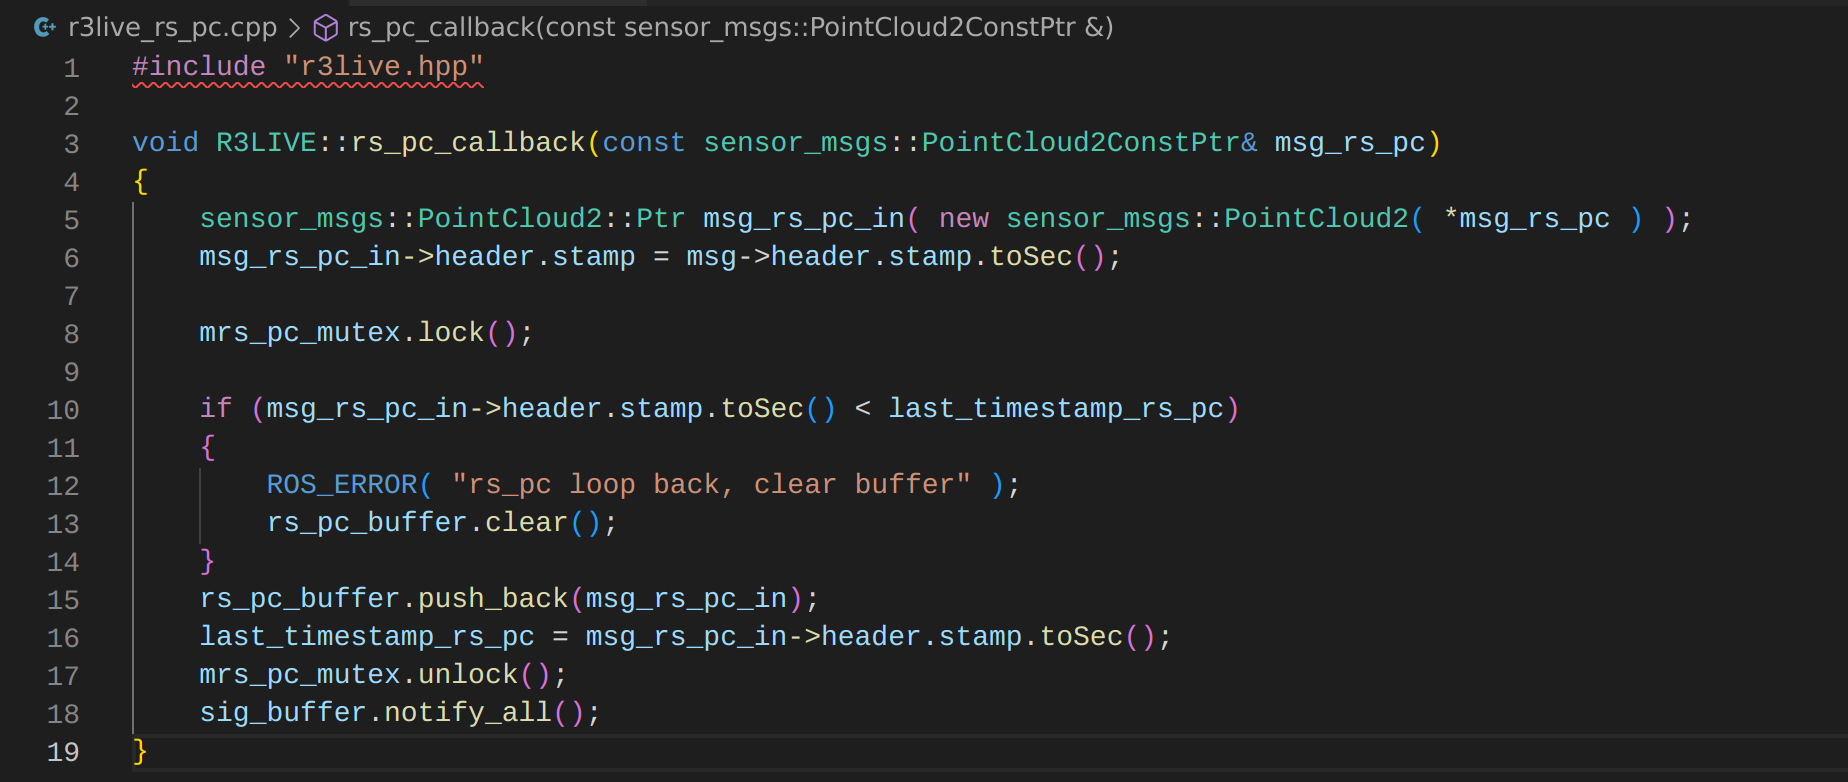 r3live_rs_pc.cpp > rs_pc_callback(const sensor_msgs::PointCloud2ConstPtr &)
1 #include "r3live.hpp"
2
3 void R3LIVE::rs_pc_callback(const sensor_msgs::PointCloud2ConstPtr& msg_rs_pc)
4 {
5     sensor_msgs::PointCloud2::Ptr msg_rs_pc_in( new sensor_msgs::PointCloud2( *msg_rs_pc ) );
6     msg_rs_pc_in->header.stamp = msg->header.stamp.toSec();
7
8     mrs_pc_mutex.lock();
9
10     if (msg_rs_pc_in->header.stamp.toSec() < last_timestamp_rs_pc)
11     {
12         ROS_ERROR( "rs_pc loop back, clear buffer" );
13         rs_pc_buffer.clear();
14     }
15     rs_pc_buffer.push_back(msg_rs_pc_in);
16     last_timestamp_rs_pc = msg_rs_pc_in->header.stamp.toSec();
17     mrs_pc_mutex.unlock();
18     sig_buffer.notify_all();
19 }